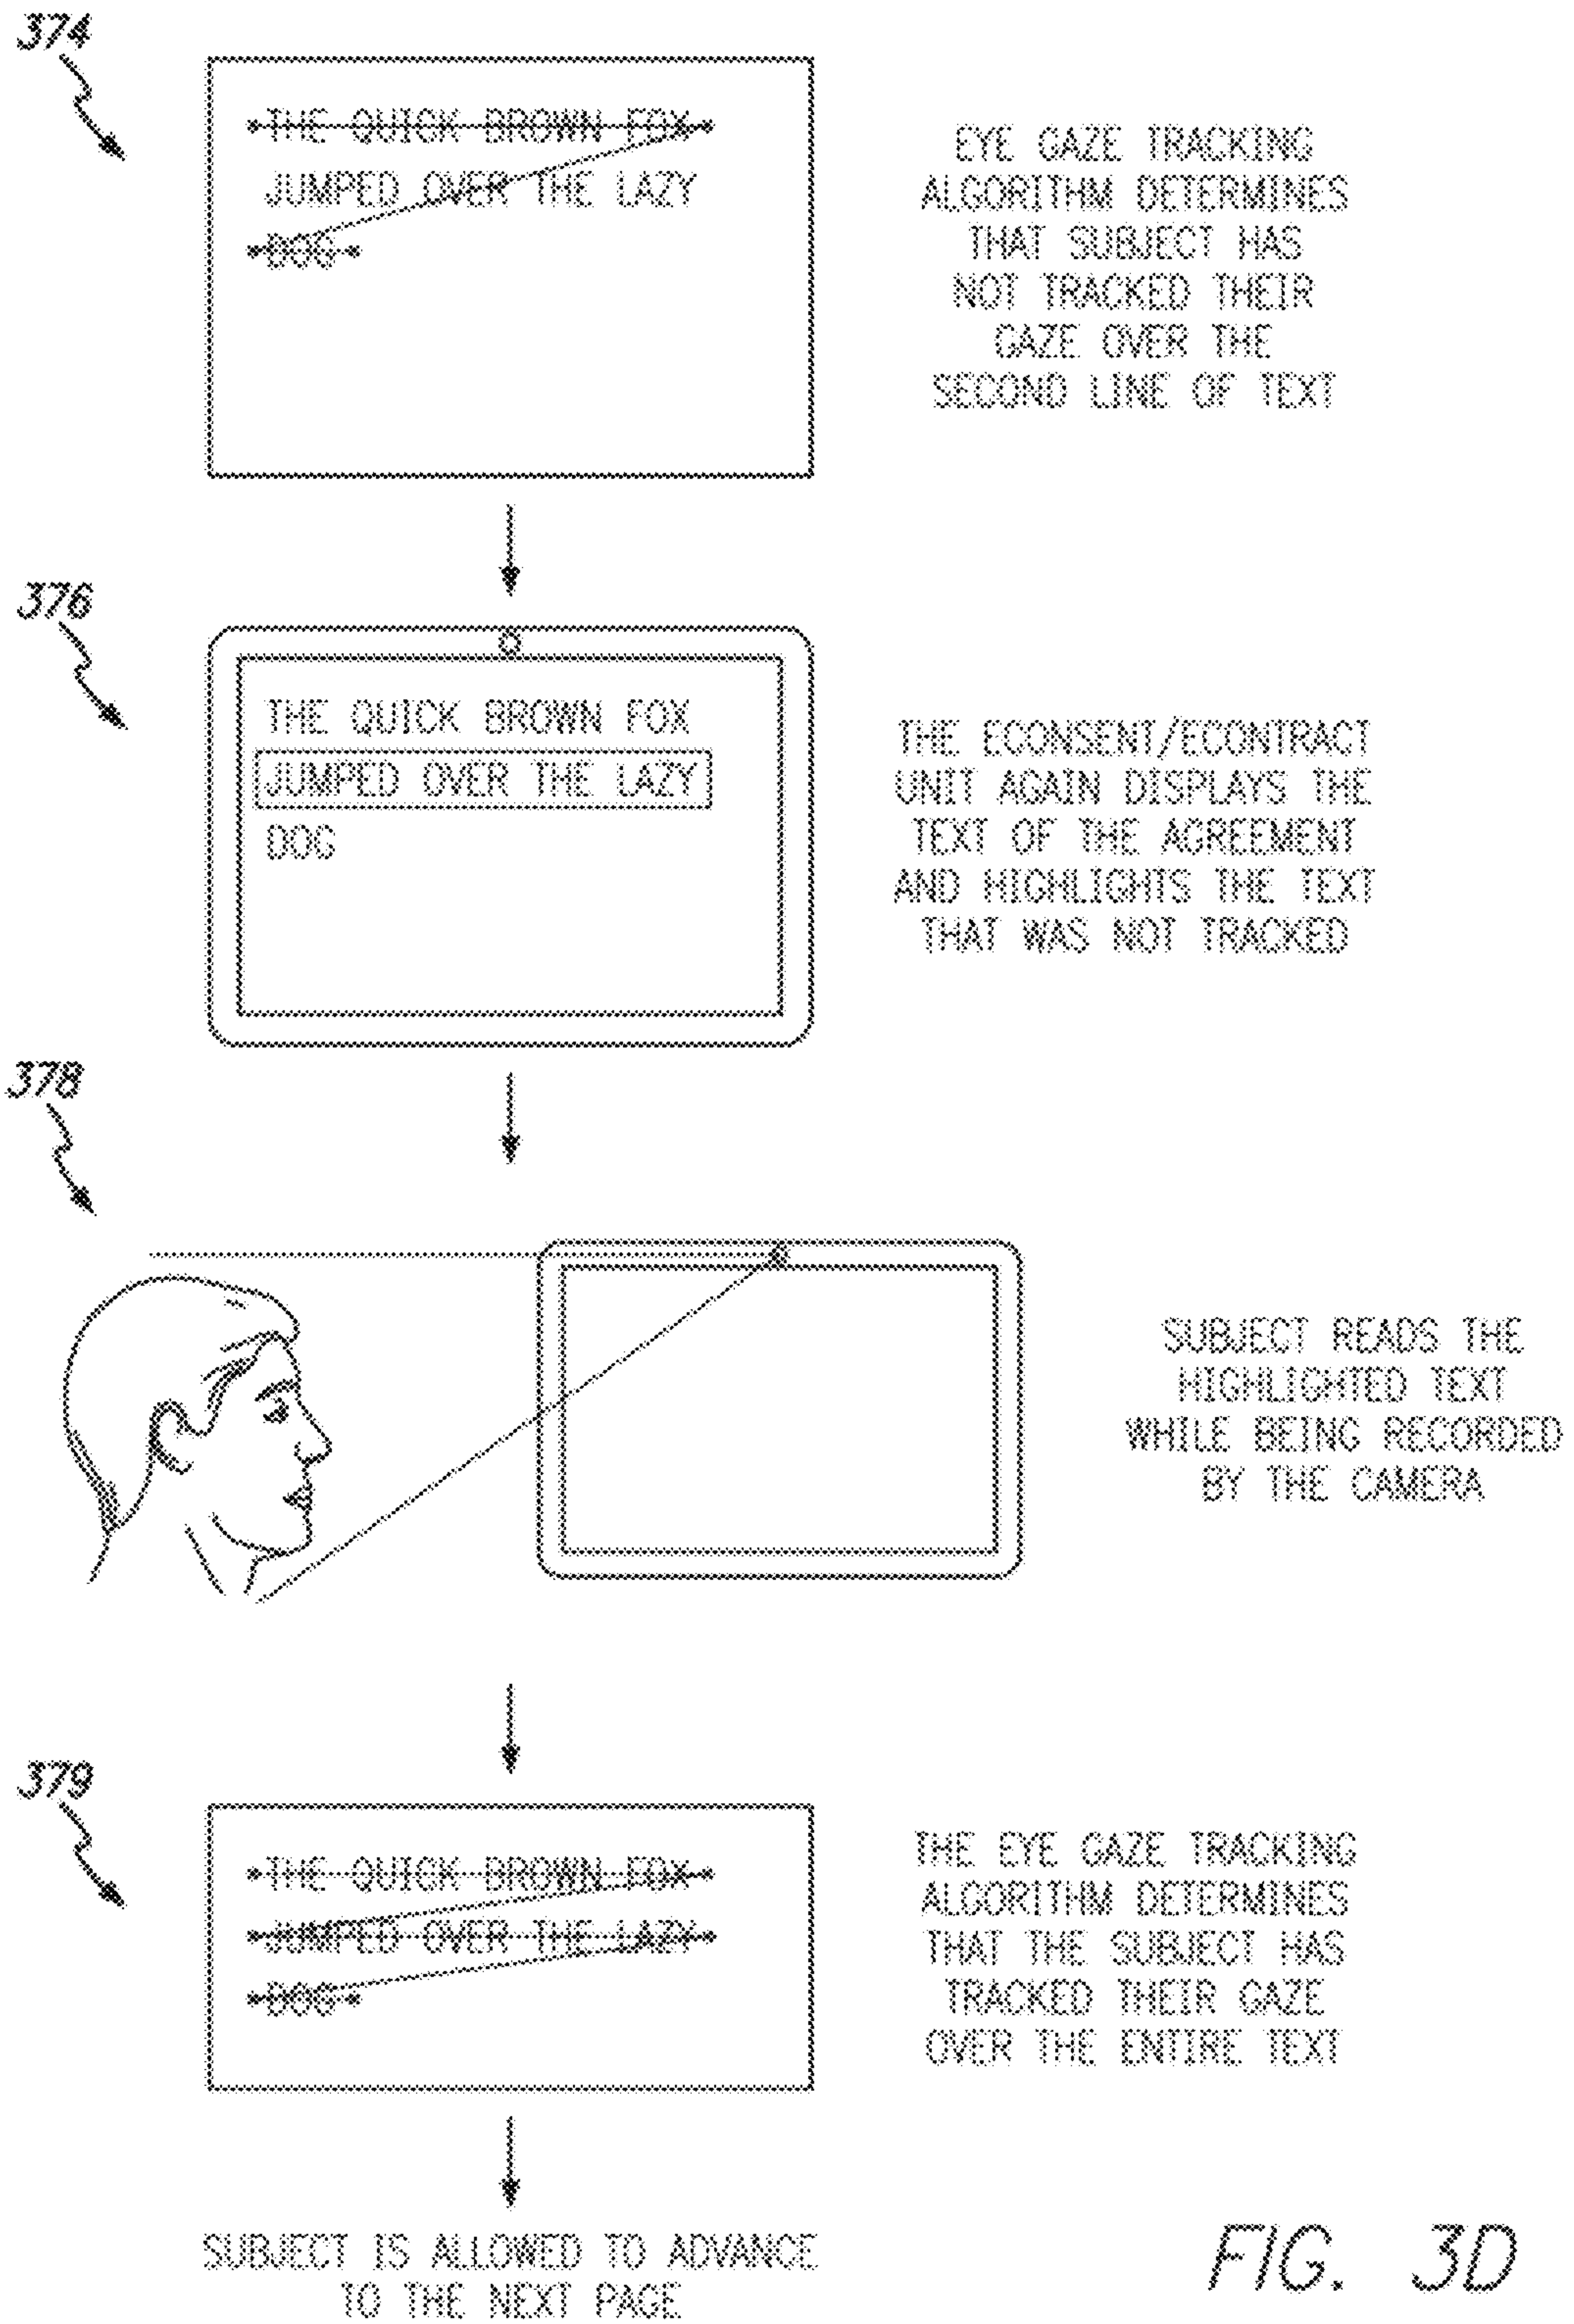 374
THE QUICK BROWN FOX
JUMPED OVER THE LAZY
DOG
EYE GAZE TRACKING
ALGORITHM DETERMINES
THAT SUBJECT HAS
NOT TRACKED THEIR
GAZE OVER THE
SECOND LINE OF TEXT
376
THE QUICK BROWN FOX
JUMPED OVER THE LAZY
DOG
THE ECONSENT/ECONTRACT
UNIT AGAIN DISPLAYS THE
TEXT OF THE AGREEMENT
AND HIGHLIGHTS THE TEXT
THAT WAS NOT TRACKED
378
SUBJECT READS THE
HIGHLIGHTED TEXT
WHILE BEING RECORDED
BY THE CAMERA
379
THE QUICK BROWN FOX
JUMPED OVER THE LAZY
DOG
THE EYE GAZE TRACKING
ALGORITHM DETERMINES
THAT THE SUBJECT HAS
TRACKED THEIR GAZE
OVER THE ENTIRE TEXT
SUBJECT IS ALLOWED TO ADVANCE
TO THE NEXT PAGE
FIG. 3D